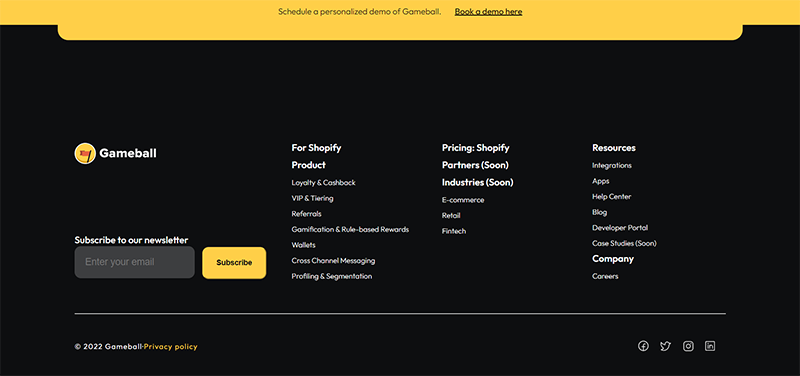 Schedule a personalized demo of Gameball. Book a demo here
Gameball
Subscribe to our newsletter
Enter your email
Subscribe
For Shopify
Product
Loyalty & Cashback
VIP & Tiering
Referrals
Gamification & Rule-based Rewards
Wallets
Cross Channel Messaging
Profiling & Segmentation
Pricing: Shopify
Partners (Soon)
Industries (Soon)
E-commerce
Retail
Fintech
Resources
Integrations
Apps
Help Center
Blog
Developer Portal
Case Studies (Soon)
Company
Careers
© 2022 Gameball·Privacy policy